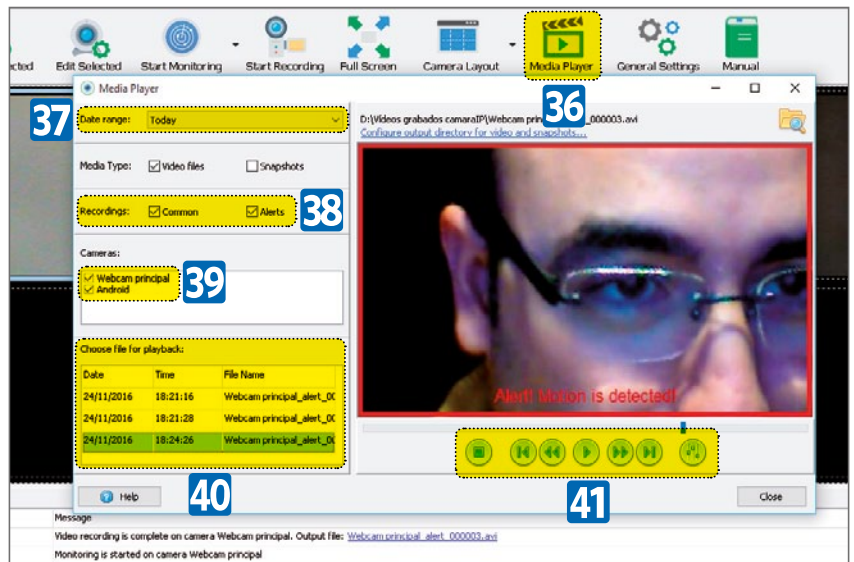 cted
Edit Selected
Start Monitoring
Start Recording
Full Screen
Camera Layout
Media Player
General Settings
Manual
36
Media Player
37
Date range:
Today
Media Type:
Video files
Snapshots
Recordings:
Common
Alerts
38
Cameras:
Webcam principal
Android
39
Choose file for playback:
Date Time File Name
24/11/2016 18:21:16 Webcam principal_alert_00
24/11/2016 18:21:28 Webcam principal_alert_00
24/11/2016 18:24:26 Webcam principal_alert_00
40
Help
D:\Videos grabados camaraIP\Webcam prin _000003.avi
Configure output directory for video and snapshots...
Alert! Motion is detected!
41
Close
Message
Video recording is complete on camera Webcam principal. Output file: Webcam principal_alert_000003.avi
Monitoring is started on camera Webcam principal